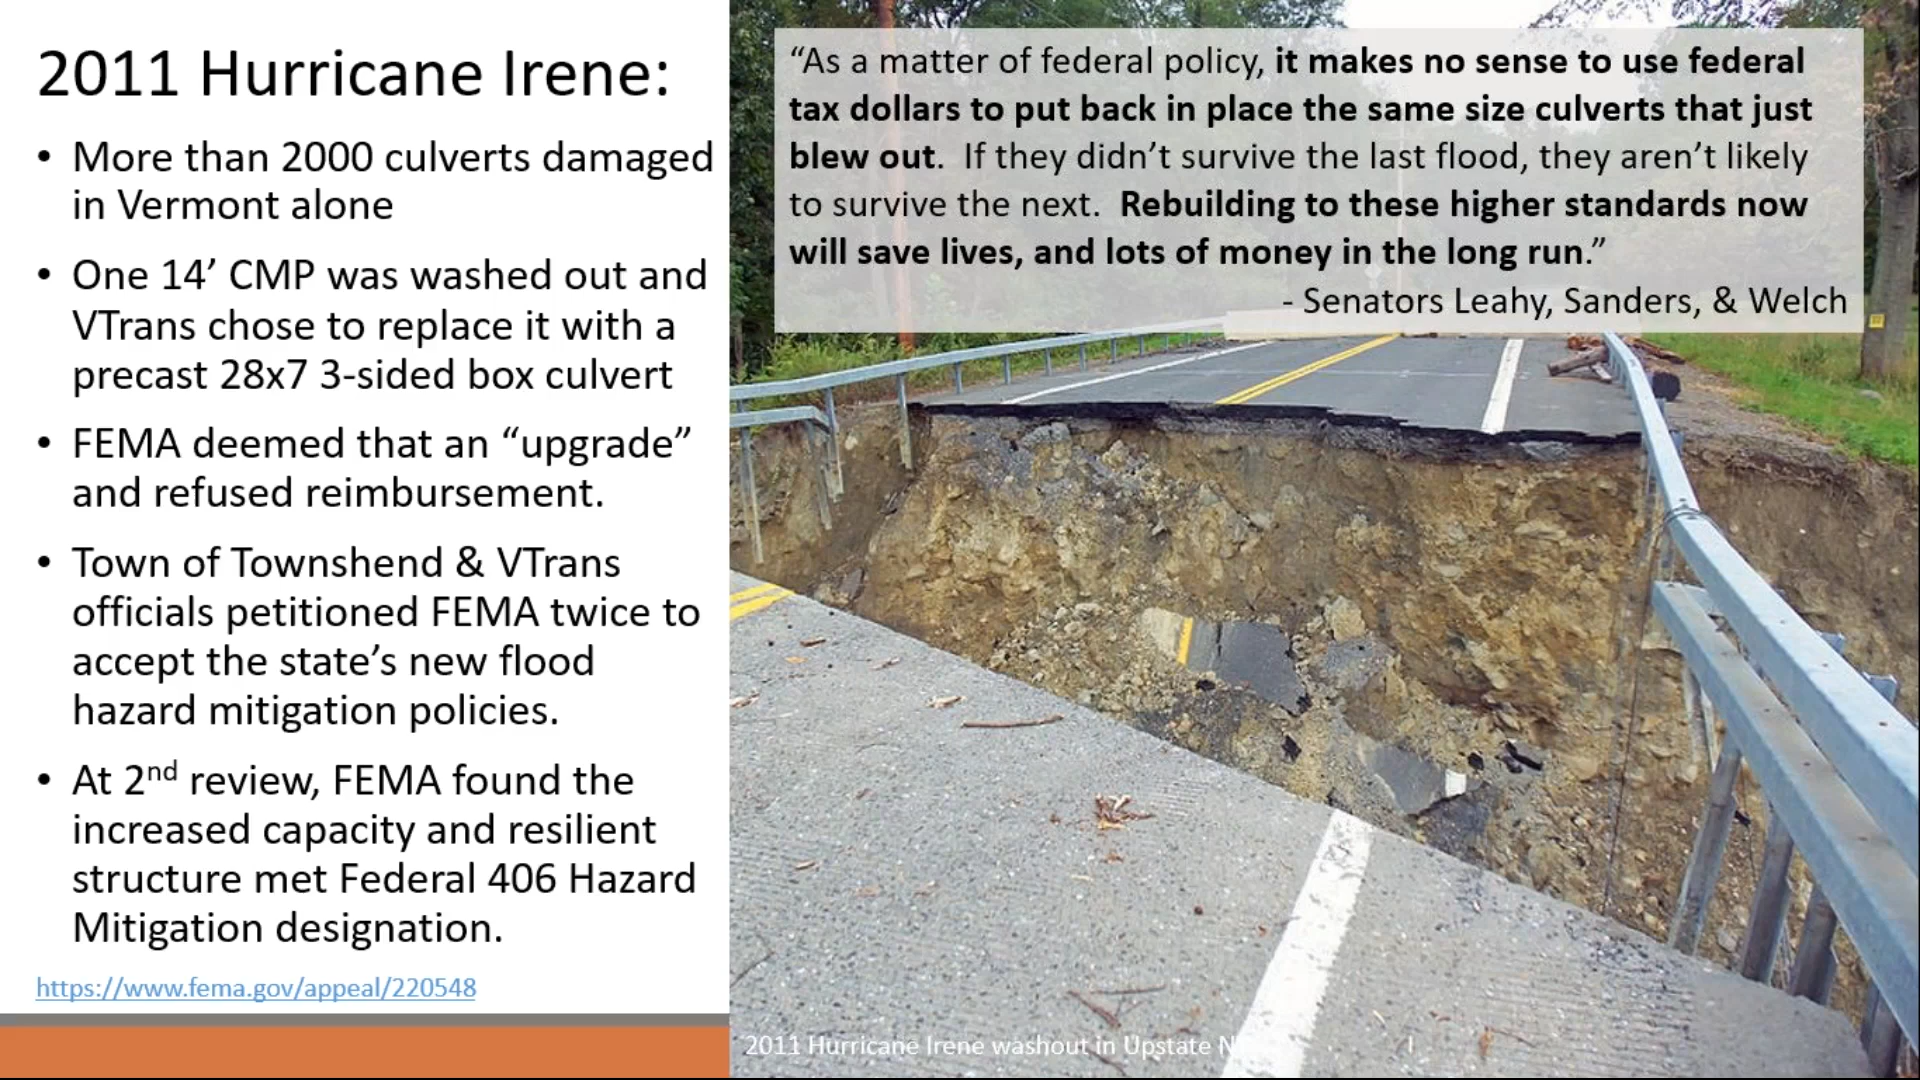 2011 Hurricane Irene:
• More than 2000 culverts damaged
in Vermont alone
• One 14’ CMP was washed out and
VTrans chose to replace it with a
precast 28x7 3-sided box culvert
• FEMA deemed that an “upgrade”
and refused reimbursement.
• Town of Townshend & VTrans
officials petitioned FEMA twice to
accept the state’s new flood
hazard mitigation policies.
• At 2nd review, FEMA found the
increased capacity and resilient
structure met Federal 406 Hazard
Mitigation designation.
https://www.fema.gov/appeal/220548
“As a matter of federal policy, it makes no sense to use federal
tax dollars to put back in place the same size culverts that just
blew out.  If they didn’t survive the last flood, they aren’t likely
to survive the next.  Rebuilding to these higher standards now
will save lives, and lots of money in the long run.”
- Senators Leahy, Sanders, & Welch
2011 Hurricane Irene washout in Upstate